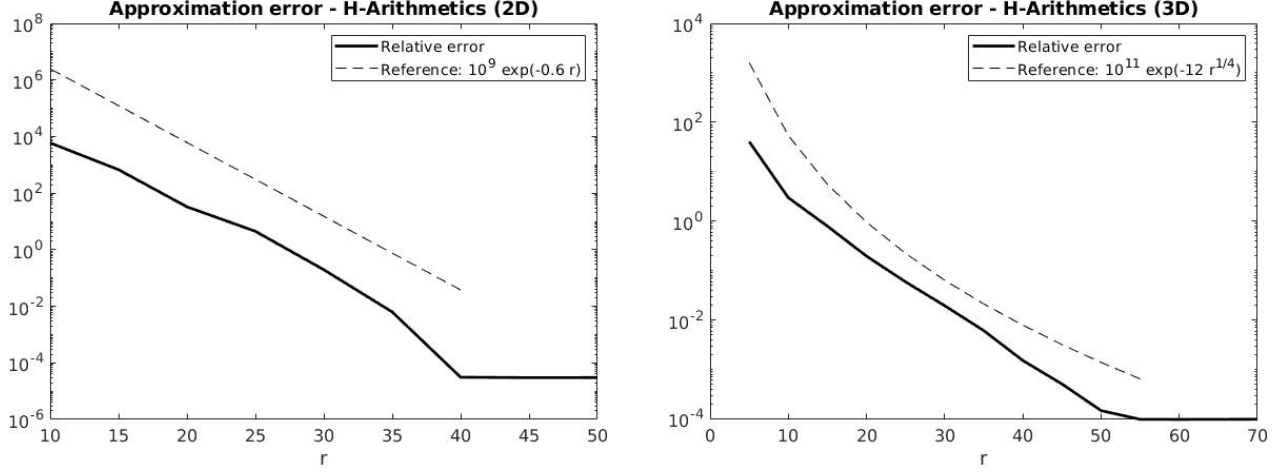 Approximation error - H-Arithmetics (2D)
10^8
10^6
10^4
10^2
10^0
10^-2
10^-4
10^-6
Relative error
Reference: 10^9 exp(-0.6 r)
10 15 20 25 30 35 40 45 50
r
Approximation error - H-Arithmetics (3D)
10^4
10^2
10^0
10^-2
10^-4
Relative error
Reference: 10^11 exp(-12 r^1/4)
0 10 20 30 40 50 60 70
r